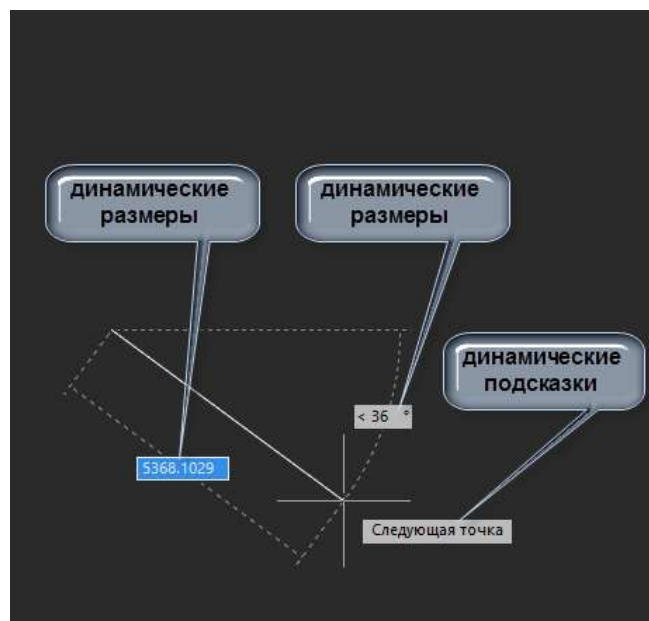 динамические
размеры
динамические
размеры
динамические
подсказки
< 36 °
5368.1029
Следующая точка